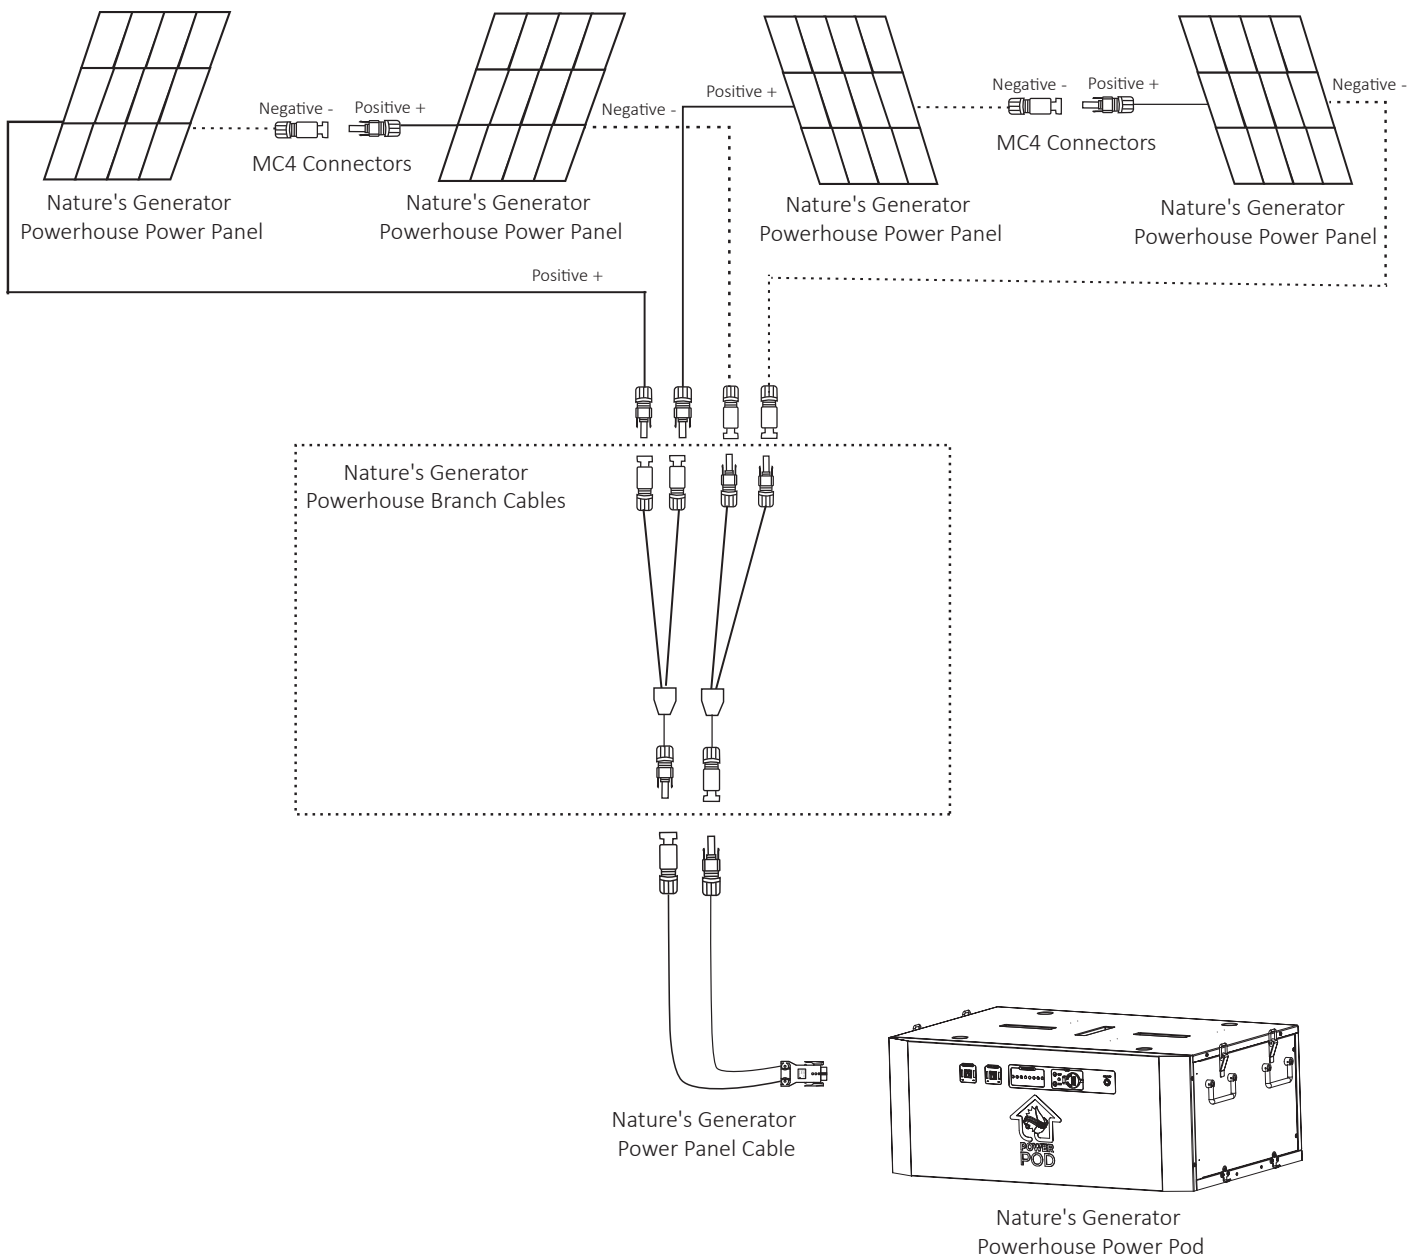 Negative -
Positive +
MC4 Connectors
Negative -
Positive +
Negative -
Positive +
MC4 Connectors
Negative -
Nature's Generator
Powerhouse Power Panel
Nature's Generator
Powerhouse Power Panel
Nature's Generator
Powerhouse Power Panel
Nature's Generator
Powerhouse Power Panel
Positive +
Nature's Generator
Powerhouse Branch Cables
Nature's Generator
Power Panel Cable
POWER
POD
Nature's Generator
Powerhouse Power Pod